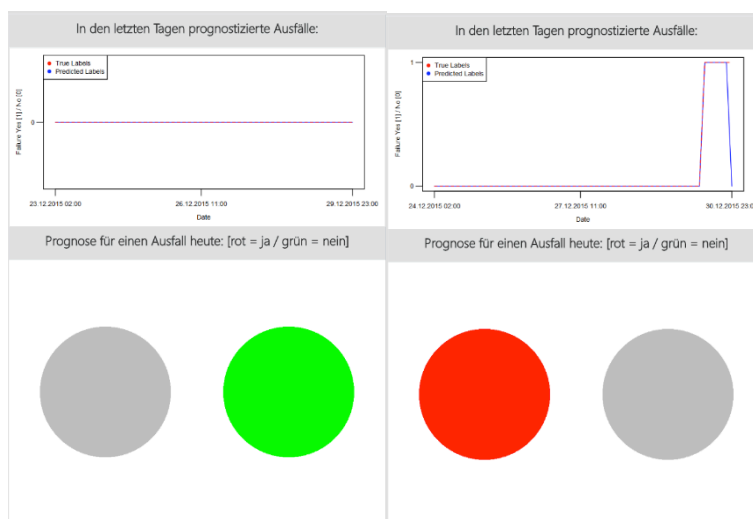 In den letzten Tagen prognostizierte Ausfälle:
True Labels
Predicted Labels
Failure Yes [1] / No [0]
0
23.12.2015 02:00
26.12.2015 11:00
29.12.2015 23:00
Date
Prognose für einen Ausfall heute: [rot = ja / grün = nein]
In den letzten Tagen prognostizierte Ausfälle:
True Labels
Predicted Labels
Failure Yes [1] / No [0]
1
0
24.12.2015 02:00
27.12.2015 11:00
30.12.2015 23:
Date
Prognose für einen Ausfall heute: [rot = ja / grün = nein]